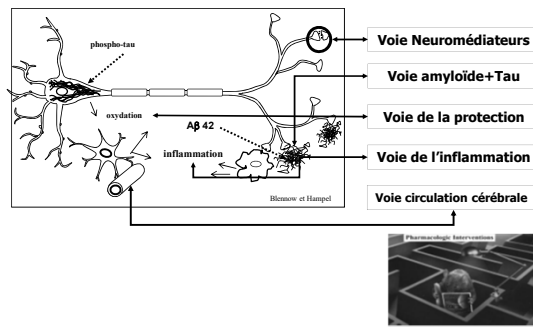 phospho-tau
oxydation
Aβ 42
inflammation
Blennow et Hampel
Voie Neuromédiateurs
Voie amyloïde+Tau
Voie de la protection
Voie de l'inflammation
Voie circulation cérébrale
Pharmacologic Interventions